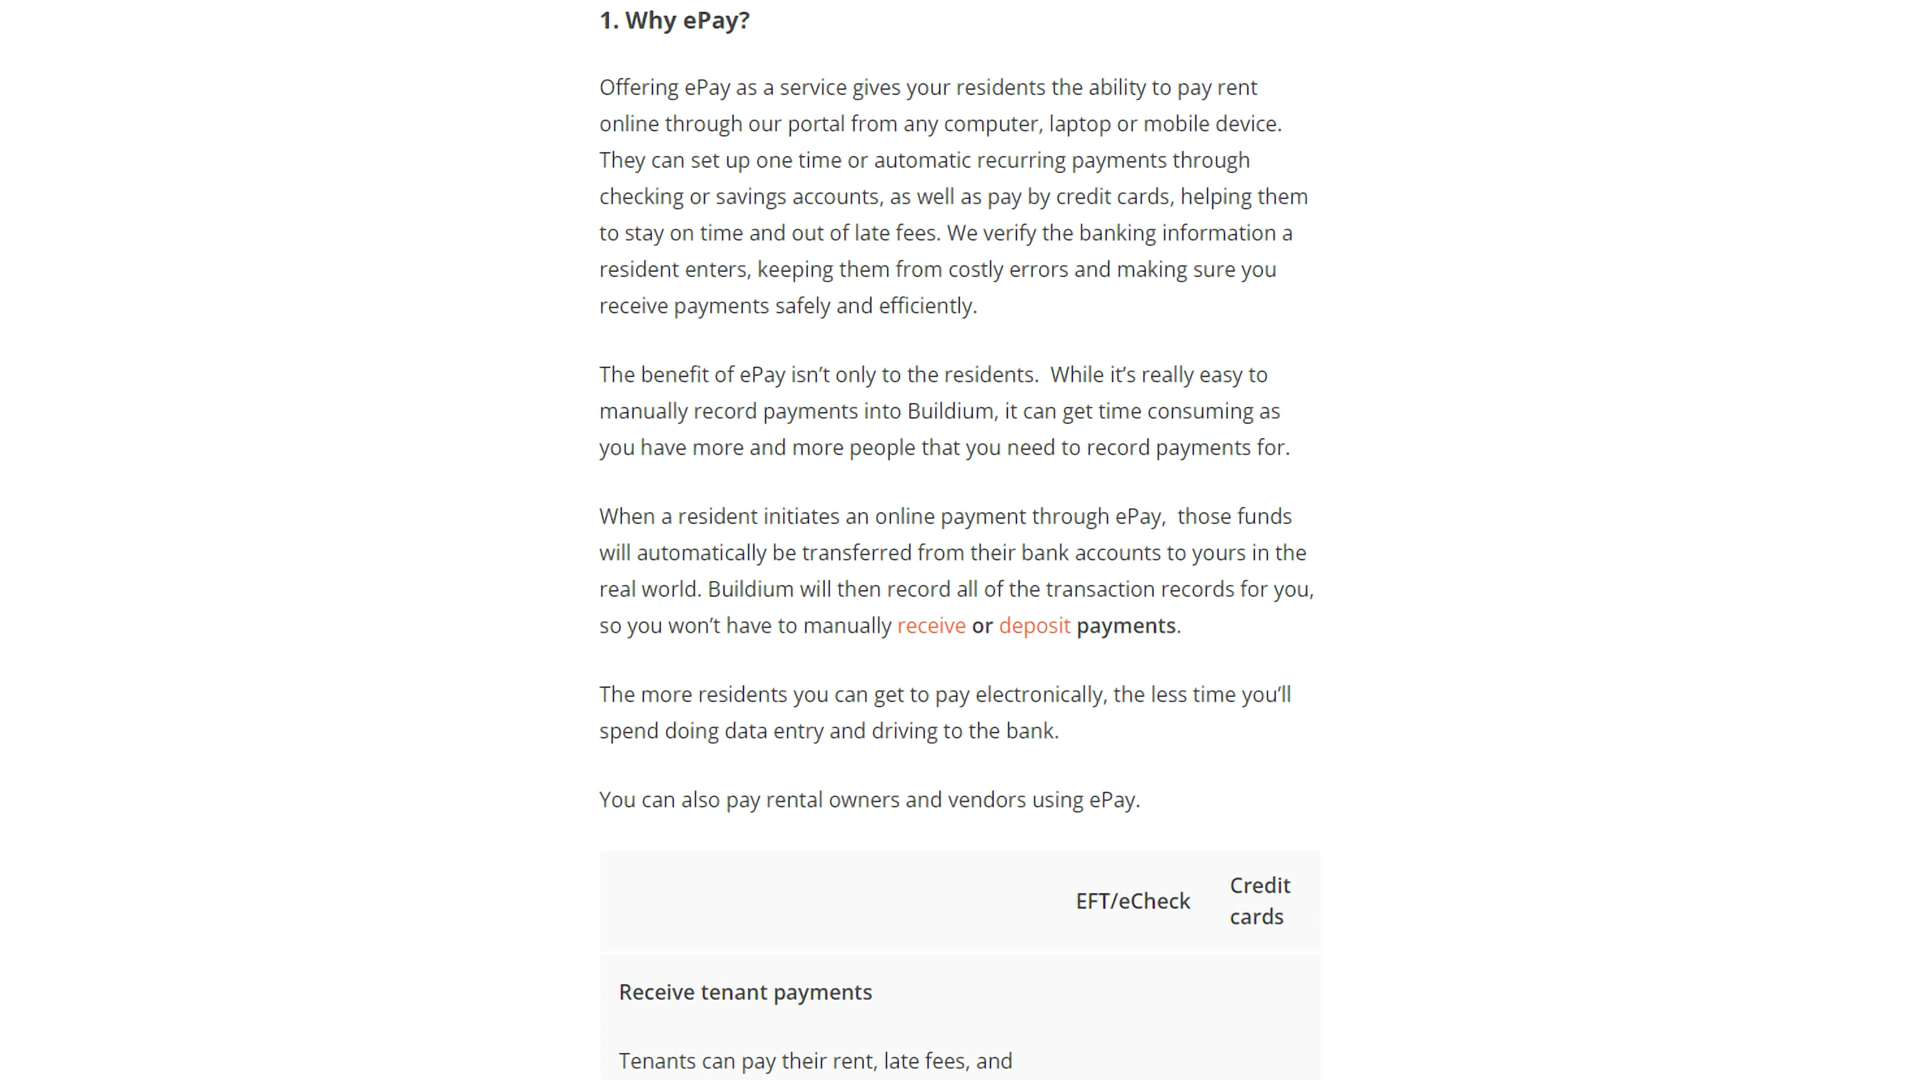 1. Why ePay?
Offering ePay as a service gives your residents the ability to pay rent
online through our portal from any computer, laptop or mobile device.
They can set up one time or automatic recurring payments through
checking or savings accounts, as well as pay by credit cards, helping them
to stay on time and out of late fees. We verify the banking information a
resident enters, keeping them from costly errors and making sure you
receive payments safely and efficiently.
The benefit of ePay isn’t only to the residents.  While it’s really easy to
manually record payments into Buildium, it can get time consuming as
you have more and more people that you need to record payments for.
When a resident initiates an online payment through ePay,  those funds
will automatically be transferred from their bank accounts to yours in the
real world. Buildium will then record all of the transaction records for you,
so you won’t have to manually receive or deposit payments.
The more residents you can get to pay electronically, the less time you’ll
spend doing data entry and driving to the bank.
You can also pay rental owners and vendors using ePay.
EFT/eCheck
Credit
cards
Receive tenant payments
Tenants can pay their rent, late fees, and